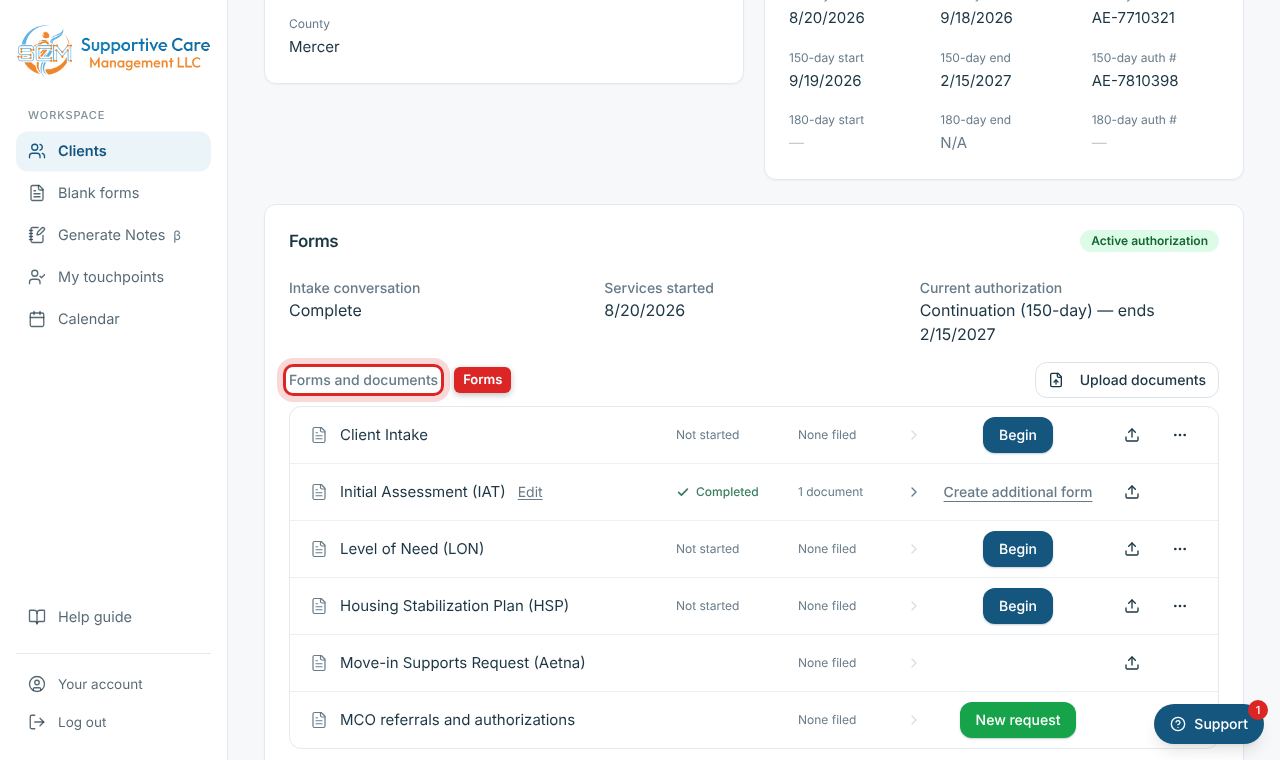 SCM
Supportive Care
Management LLC
WORKSPACE
Clients
Blank forms
Generate Notes β
My touchpoints
Calendar
Help guide
Your account
Log out
County
Mercer
8/20/2026 9/18/2026 AE-7710321
150-day start 150-day end 150-day auth #
9/19/2026 2/15/2027 AE-7810398
180-day start 180-day end 180-day auth #
— N/A —
Forms Active authorization
Intake conversation Services started Current authorization
Complete 8/20/2026 Continuation (150-day) — ends
2/15/2027
Forms and documents Forms Upload documents
Client Intake Not started None filed Begin
Initial Assessment (IAT) Edit Completed 1 document Create additional form
Level of Need (LON) Not started None filed Begin
Housing Stabilization Plan (HSP) Not started None filed Begin
Move-in Supports Request (Aetna) None filed
MCO referrals and authorizations None filed New request
Support 1